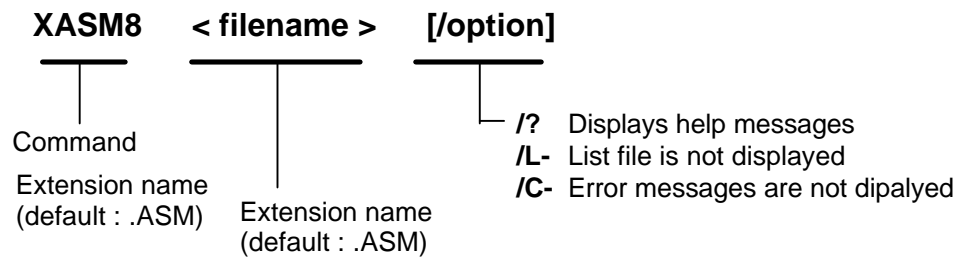 XASM8 < filename > [/option]
/? Displays help messages
/L- List file is not displayed
/C- Error messages are not dipalyed
Command
Extension name
(default : .ASM)
Extension name
(default : .ASM)